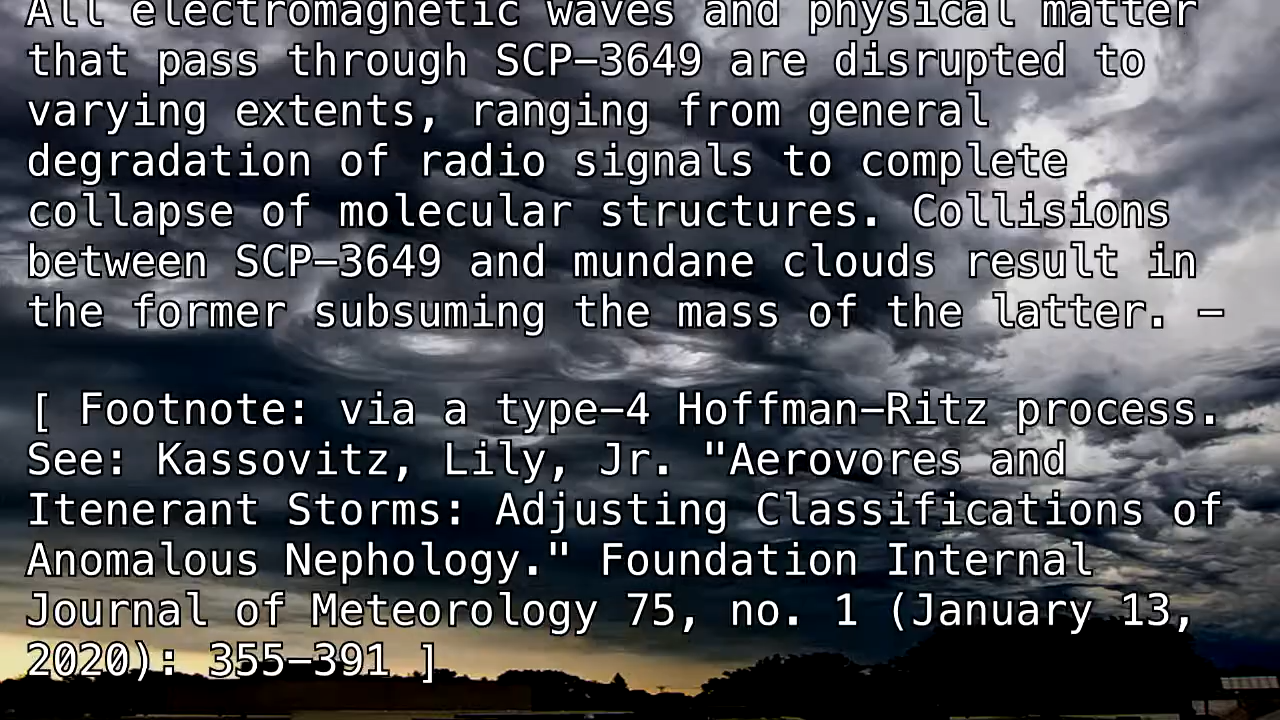 All electromagnetic waves and physical matter
that pass through SCP–3649 are disrupted to
varying extents, ranging from general
degradation of radio signals to complete
collapse of molecular structures. Collisions
between SCP–3649 and mundane clouds result in
the former subsuming the mass of the latter. –
[ Footnote: via a type–4 Hoffman–Ritz process.
See: Kassovitz, Lily, Jr. "Aerovores and
Itenerant Storms: Adjusting Classifications of
Anomalous Nephology." Foundation Internal
Journal of Meteorology 75, no. 1 (January 13,
2020): 355–391 ]